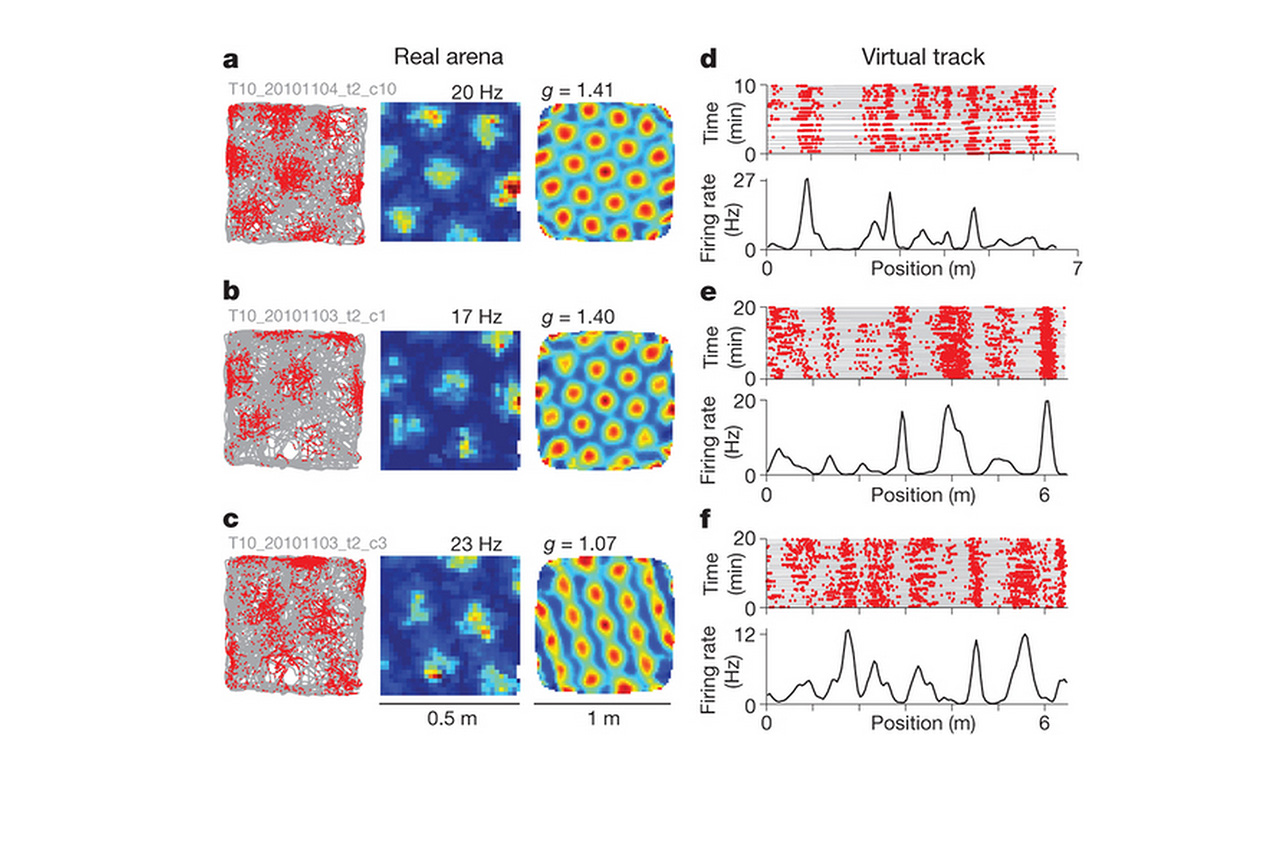 Real arena
Virtual track
a
T10_20101104_t2_c10
20 Hz
g = 1.41
b
T10_20101103_t2_c1
17 Hz
g = 1.40
c
T10_20101103_t2_c3
23 Hz
g = 1.07
0.5 m
1 m
d
10
Time
(min)
0
27
Firing rate
(Hz)
0
0
Position (m)
7
e
20
Time
(min)
0
20
Firing rate
(Hz)
0
0
Position (m)
6
f
20
Time
(min)
0
12
Firing rate
(Hz)
0
0
Position (m)
6